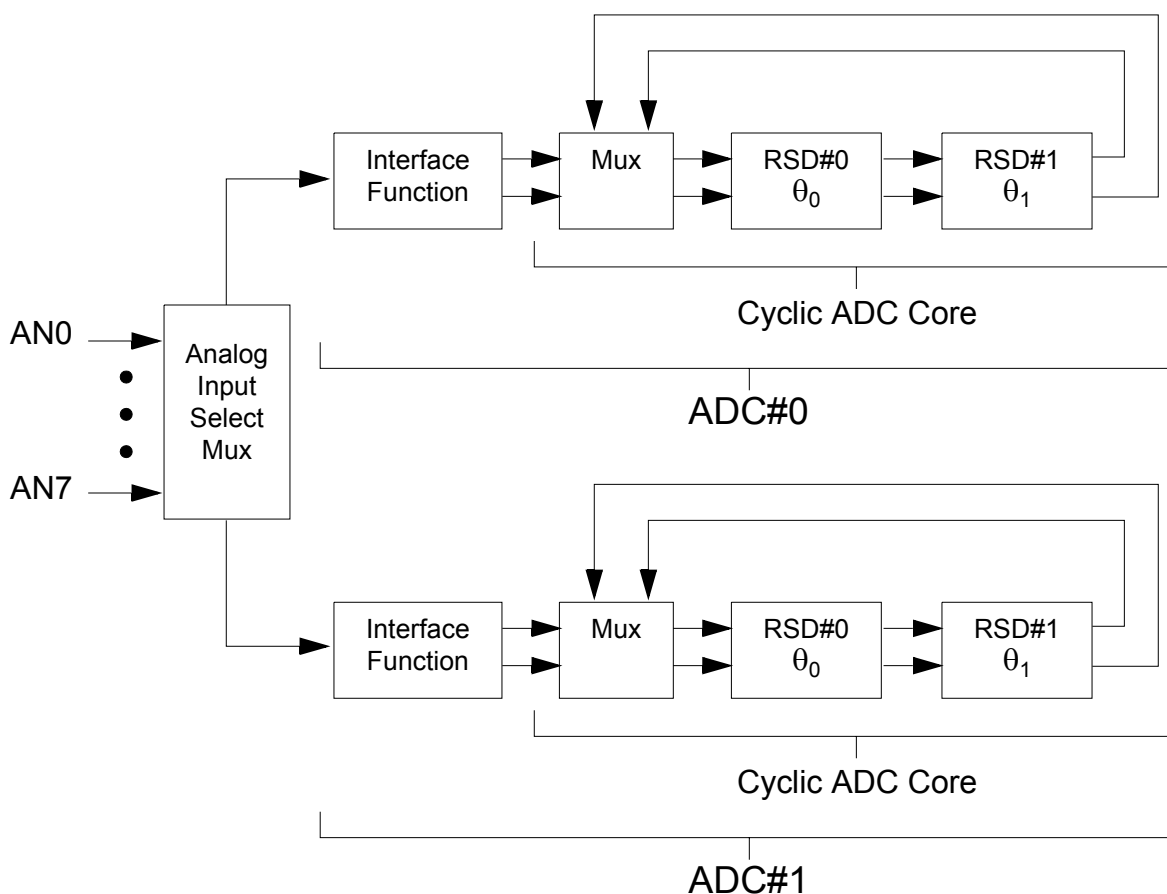 Interface
Function
Mux
RSD#0
θ0
RSD#1
θ1
Cyclic ADC Core
ADC#0
AN0
AN7
Analog
Input
Select
Mux
Interface
Function
Mux
RSD#0
θ0
RSD#1
θ1
Cyclic ADC Core
ADC#1